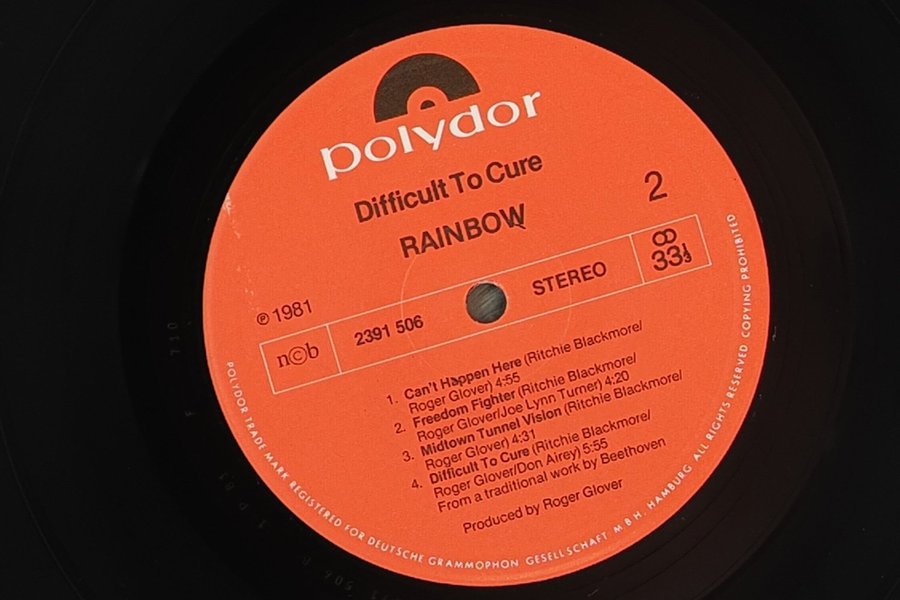 polydor
Difficult To Cure
RAINBOW
2
℗ 1981
n©b
2391 506
STEREO
33⅓
1. Can't Happen Here (Ritchie Blackmore/
Roger Glover) 4:55
2. Freedom Fighter (Ritchie Blackmore/
Roger Glover/Joe Lynn Turner) 4:20
3. Midtown Tunnel Vision (Ritchie Blackmore/
Roger Glover) 4:31
4. Difficult To Cure (Ritchie Blackmore/
Roger Glover/Don Airey) 5:55
From a traditional work by Beethoven
Produced by Roger Glover
POLYDOR TRADE MARK REGISTERED FOR DEUTSCHE GRAMMOPHON GESELLSCHAFT M.B.H. HAMBURG ALL RIGHTS RESERVED COPYING PROHIBITED